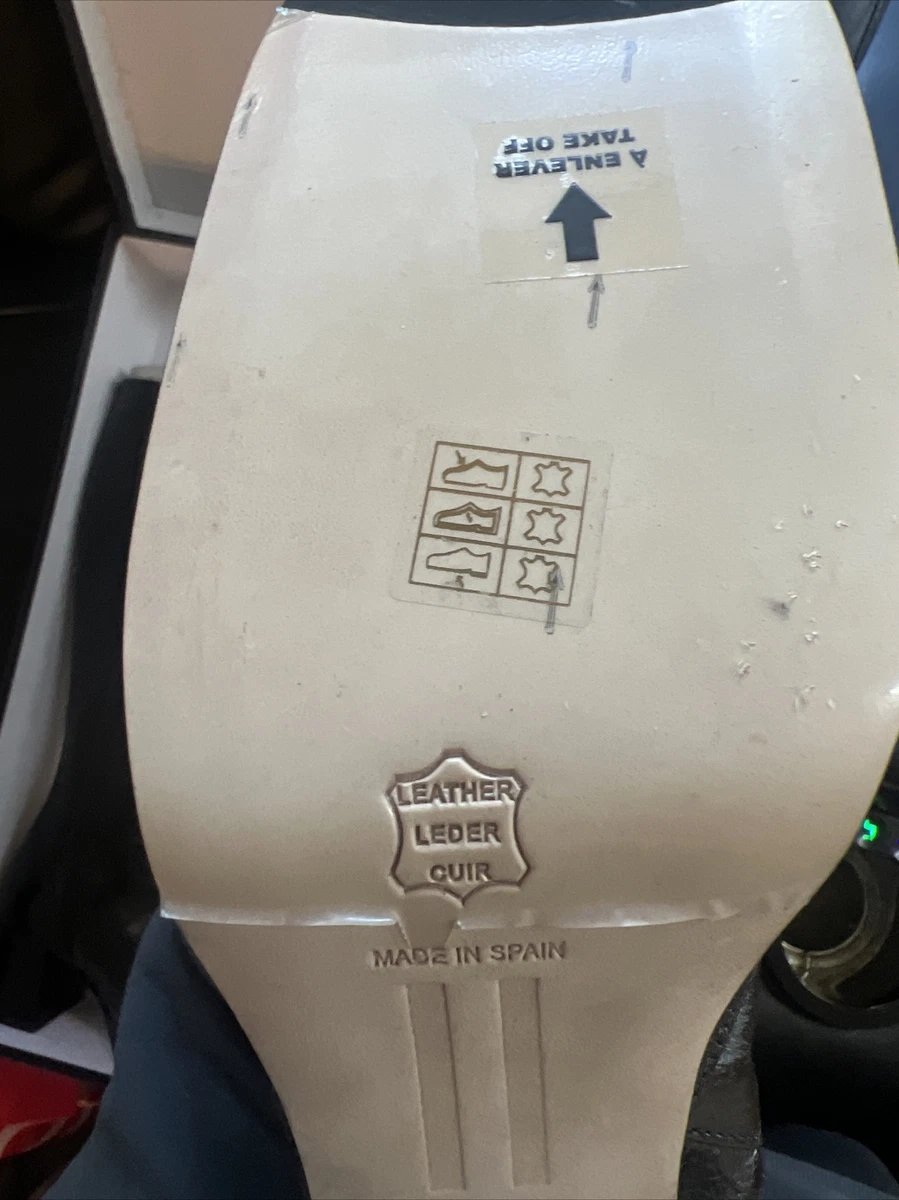 À ENLEVER
TAKE OFF
LEATHER
LEDER
CUIR
MADE IN SPAIN